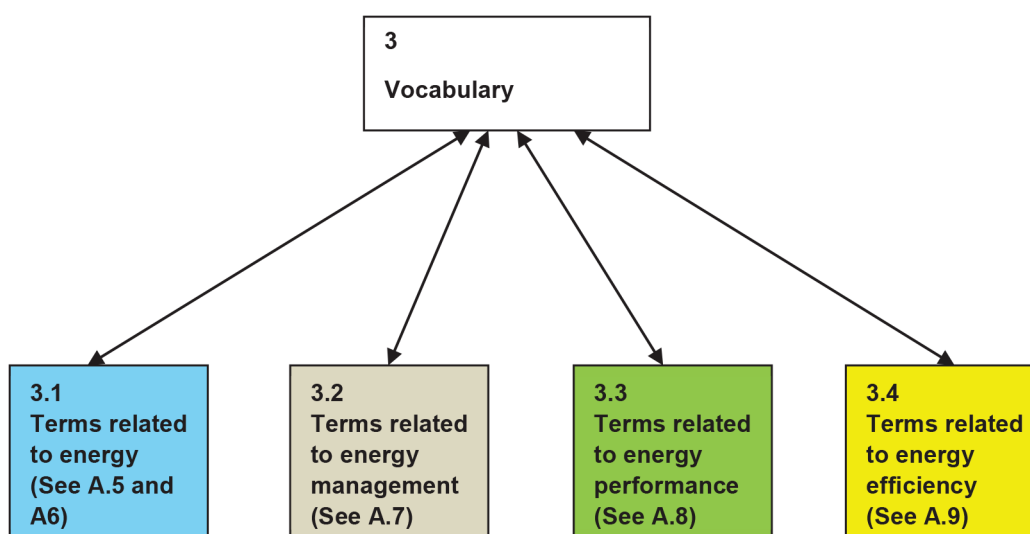 3
Vocabulary
3.1
Terms related
to energy
(See A.5 and
A6)
3.2
Terms related
to energy
management
(See A.7)
3.3
Terms related
to energy
performance
(See A.8)
3.4
Terms related
to energy
efficiency
(See A.9)